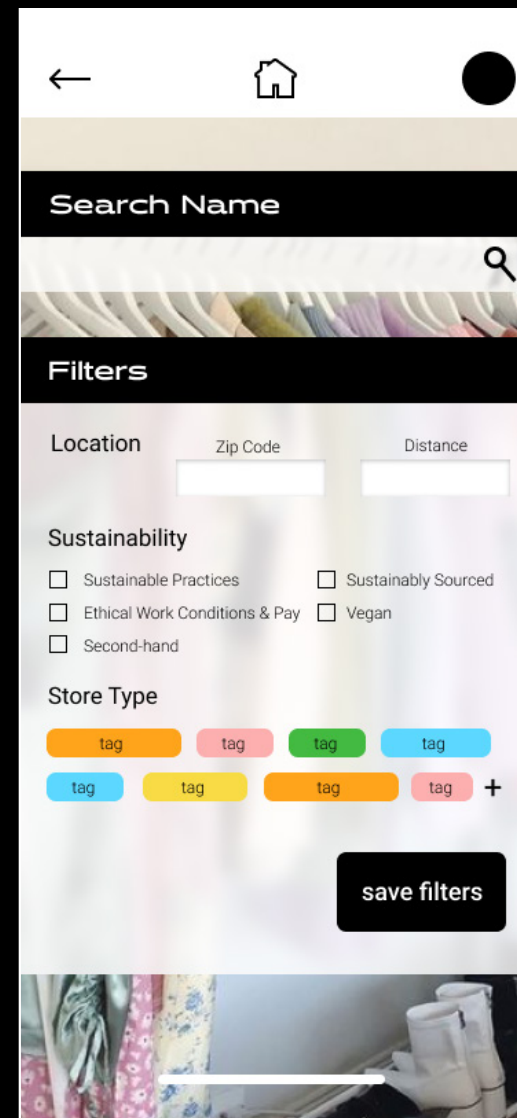 Search Name
Filters
Location Zip Code Distance
Sustainability
Sustainable Practices Sustainably Sourced
Ethical Work Conditions & Pay Vegan
Second-hand
Store Type
tag tag tag tag
tag tag tag tag +
save filters